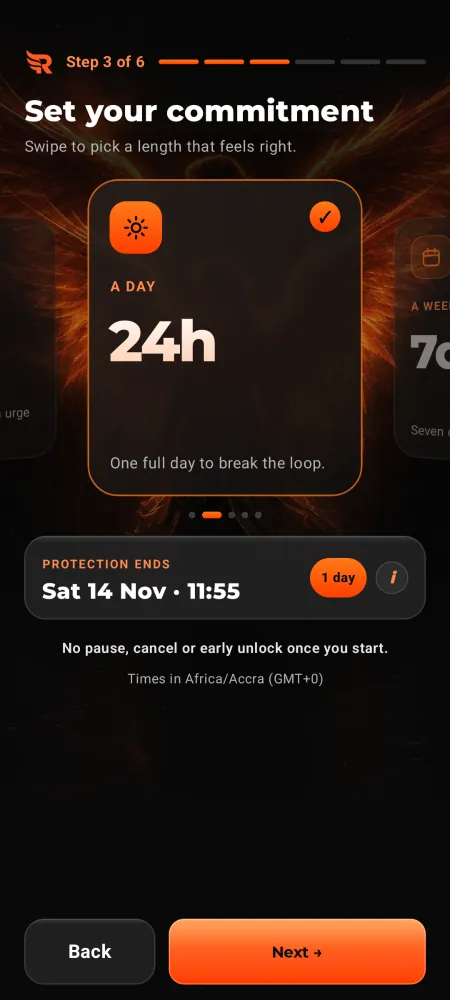 Step 3 of 6
Set your commitment
Swipe to pick a length that feels right.
✓
A DAY
24h
One full day to break the loop.
urge
A WEE
7
Seven
PROTECTION ENDS
Sat 14 Nov • 11:55
1 day
i
No pause, cancel or early unlock once you start.
Times in Africa/Accra (GMT+0)
Back
Next →